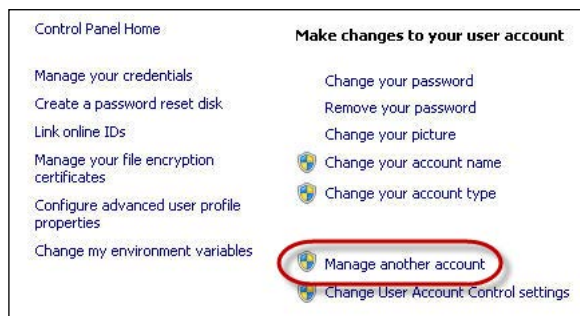 Control Panel Home
Manage your credentials
Create a password reset disk
Link online IDs
Manage your file encryption
certificates
Configure advanced user profile
properties
Change my environment variables
Make changes to your user account
Change your password
Remove your password
Change your picture
Change your account name
Change your account type
Manage another account
Change User Account Control settings